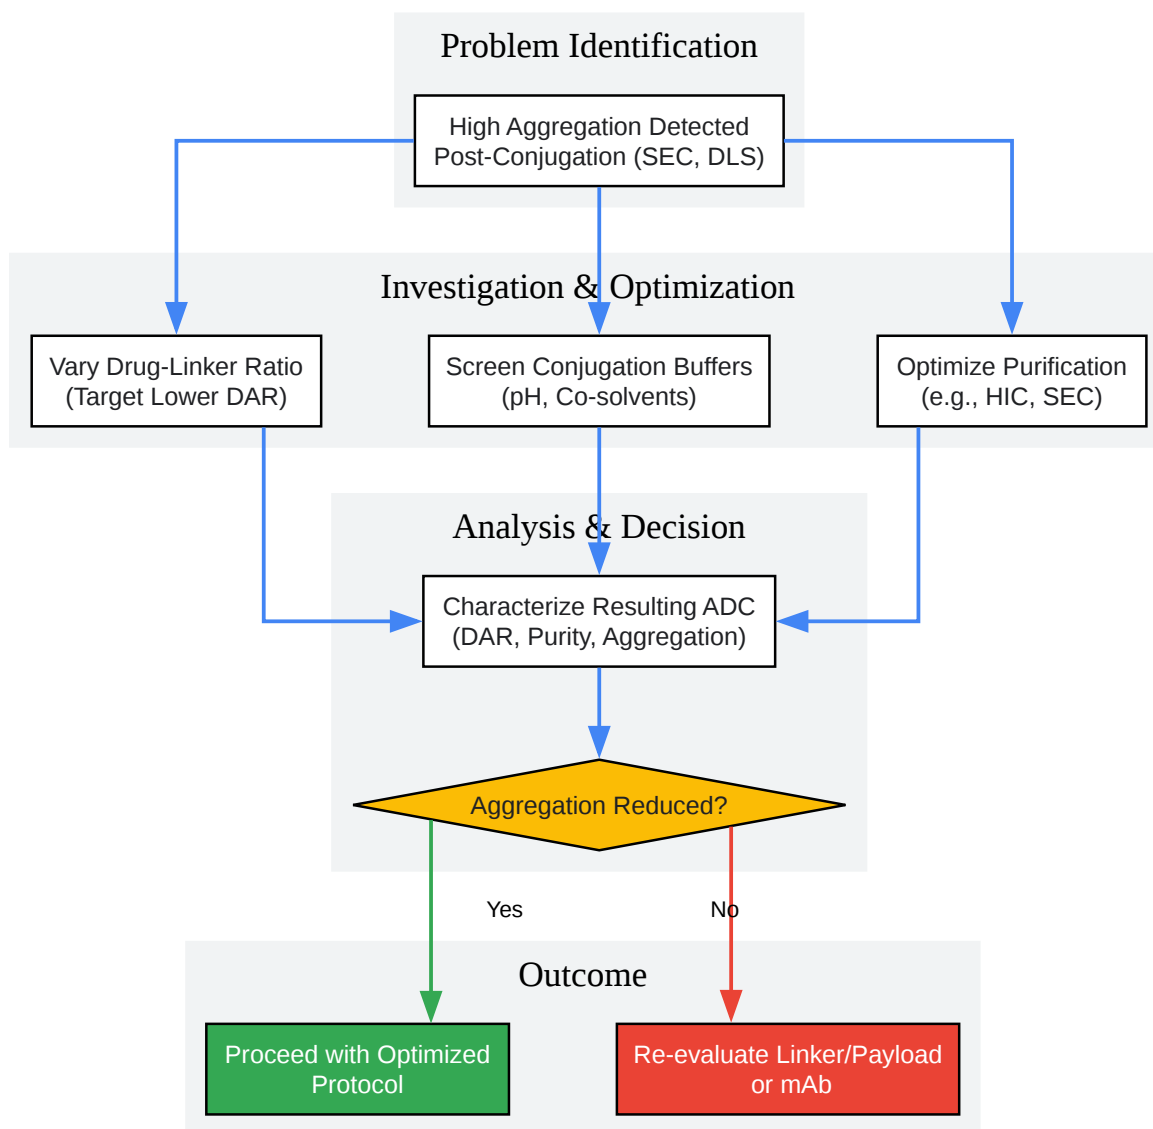 Problem Identification
High Aggregation Detected
Post-Conjugation (SEC, DLS)
Investigation & Optimization
Vary Drug-Linker Ratio
(Target Lower DAR)
Screen Conjugation Buffers
(pH, Co-solvents)
Optimize Purification
(e.g., HIC, SEC)
Analysis & Decision
Characterize Resulting ADC
(DAR, Purity, Aggregation)
Aggregation Reduced?
Yes
No
Outcome
Proceed with Optimized
Protocol
Re-evaluate Linker/Payload
or mAb